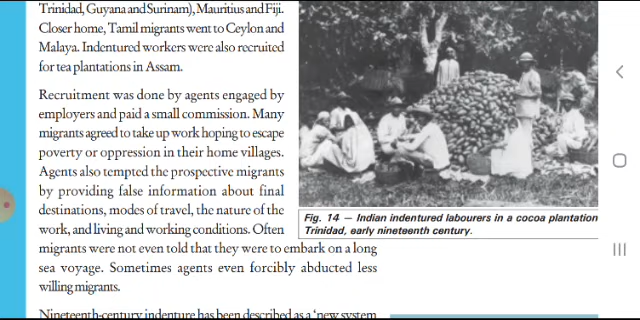 Trinidad, Guyana and Surinam), Mauritius and Fiji.
Closer home, Tamil migrants went to Ceylon and
Malaya. Indentured workers were also recruited
for tea plantations in Assam.
Recruitment was done by agents engaged by
employers and paid a small commission. Many
migrants agreed to take up work hoping to escape
poverty or oppression in their home villages.
Agents also tempted the prospective migrants
by providing false information about final
destinations, modes of travel, the nature of the
work, and living and working conditions. Often
migrants were not even told that they were to embark on a long
sea voyage. Sometimes agents even forcibly abducted less
willing migrants.
Nineteenth-century indenture has been described as a ‘new system
Fig. 14 — Indian indentured labourers in a cocoa plantation
Trinidad, early nineteenth century.